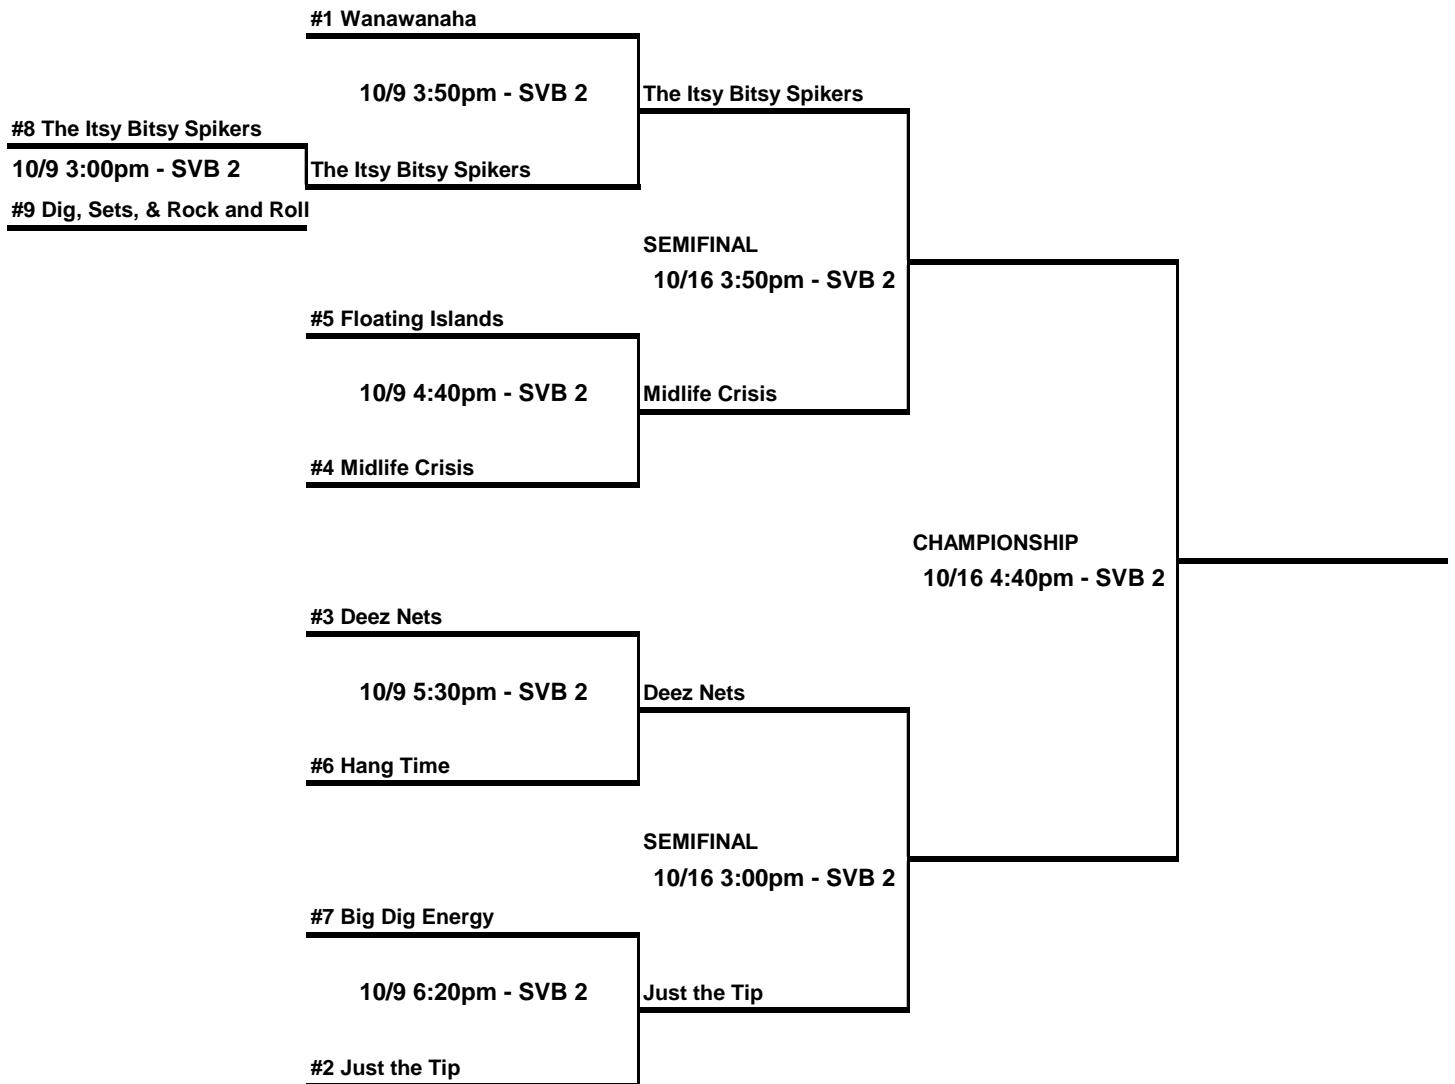 #1 Wanawanaha
10/9 3:50pm - SVB 2
The Itsy Bitsy Spikers
#8 The Itsy Bitsy Spikers
10/9 3:00pm - SVB 2
The Itsy Bitsy Spikers
#9 Dig, Sets, & Rock and Roll
SEMIFINAL
10/16 3:50pm - SVB 2
#5 Floating Islands
10/9 4:40pm - SVB 2
Midlife Crisis
#4 Midlife Crisis
CHAMPIONSHIP
10/16 4:40pm - SVB 2
#3 Deez Nets
10/9 5:30pm - SVB 2
Deez Nets
#6 Hang Time
SEMIFINAL
10/16 3:00pm - SVB 2
#7 Big Dig Energy
10/9 6:20pm - SVB 2
Just the Tip
#2 Just the Tip